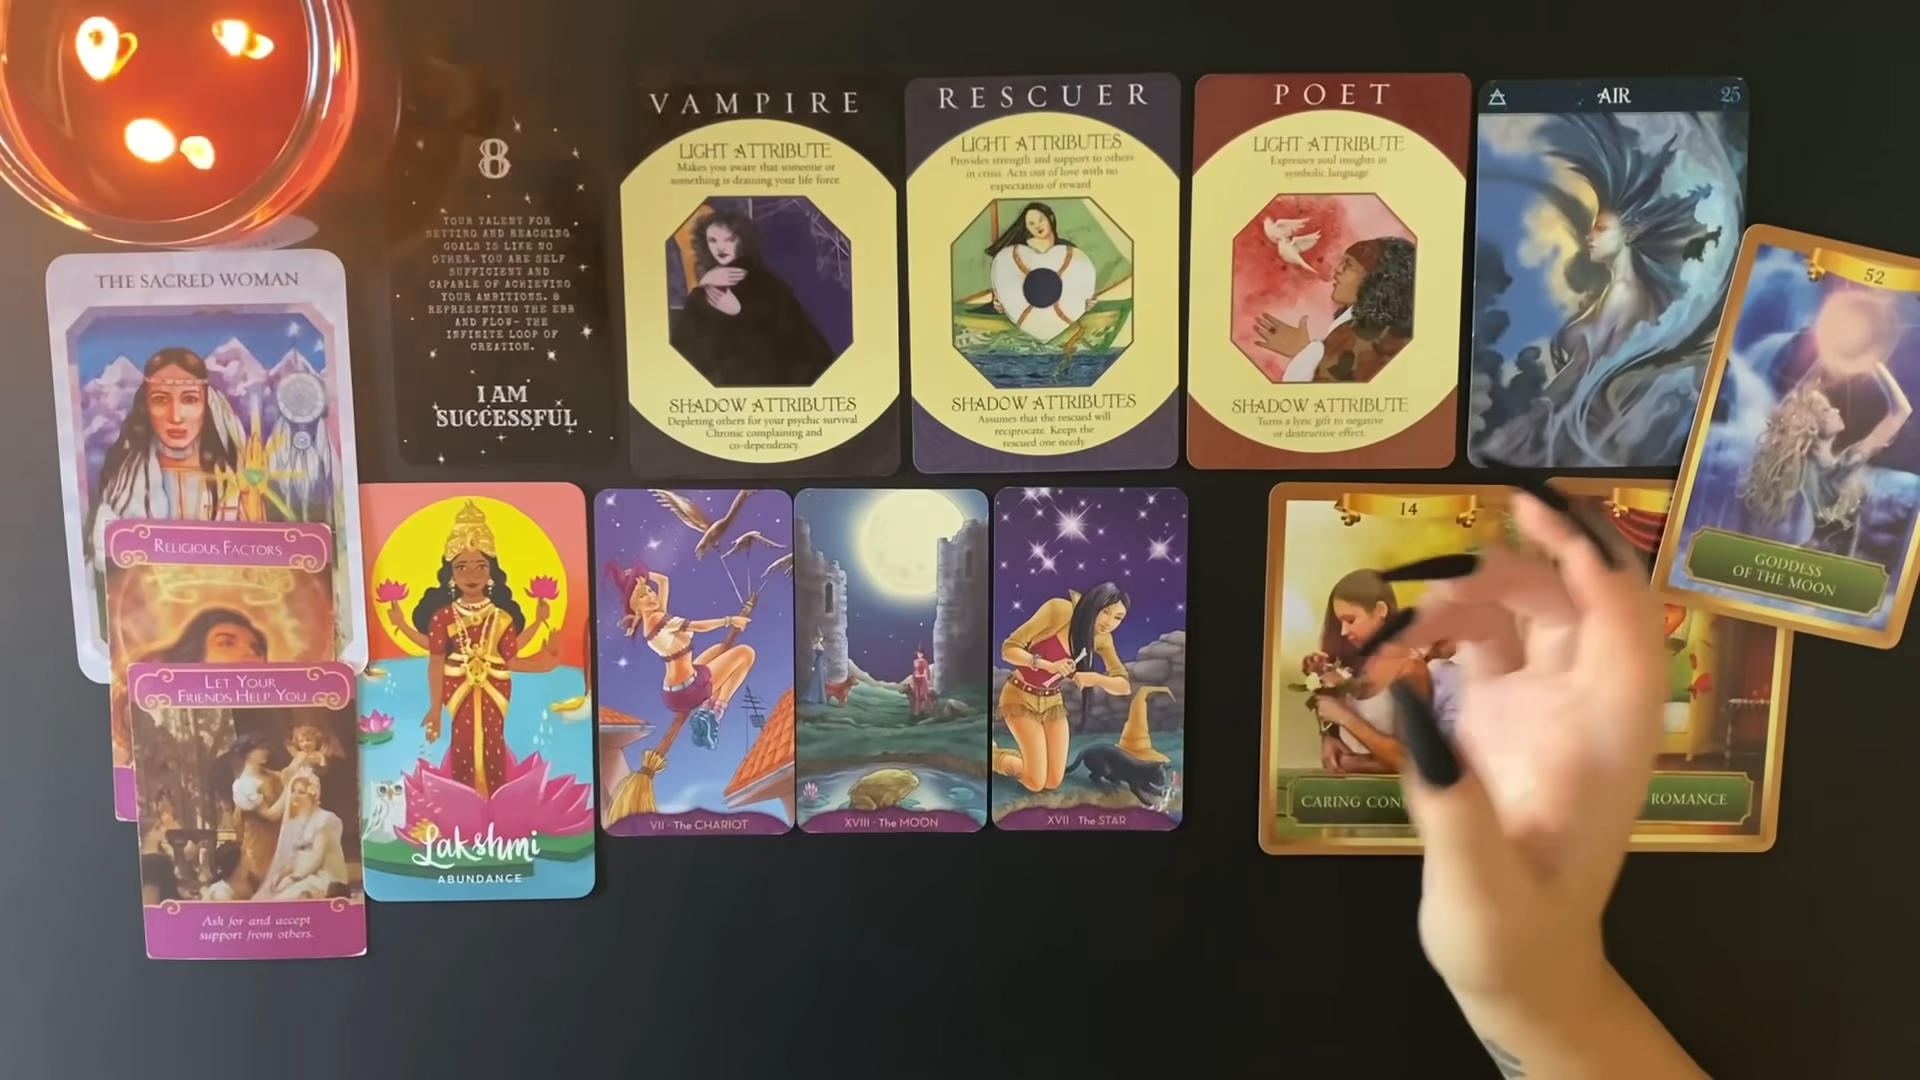 8
YOUR TALENT FOR
SETTING AND REACHING
GOALS IS LIKE NO
OTHER. YOU ARE SELF
SUFFICIENT AND
CAPABLE OF ACHIEVING
YOUR AMBITIONS. 8
REPRESENTING THE EBB
AND FLOW- THE
INFINITE LOOP OF
CREATION.
I AM
SUCCESSFUL
VAMPIRE
LIGHT ATTRIBUTE
Makes you aware that someone or
something is draining your life force.
SHADOW ATTRIBUTES
Depleting others for your psychic survival.
Chronic complaining and
co-dependency.
RESCUER
LIGHT ATTRIBUTES
Provides strength and support to others
in crisis. Acts out of love with no
expectation of reward.
SHADOW ATTRIBUTES
Assumes that the rescued will
reciprocate. Keeps the
rescued one needy.
POET
LIGHT ATTRIBUTE
Expresses soul insights in
symbolic language.
SHADOW ATTRIBUTE
Turns a lyric gift to negative
or destructive effect.
AIR 25
52
GODDESS
OF THE MOON
THE SACRED WOMAN
RELIGIOUS FACTORS
LET YOUR
FRIENDS HELP YOU
Ask for and accept
support from others.
Lakshmi
ABUNDANCE
VII · The CHARIOT
XVIII · The MOON
XVII · The STAR
14
CARING
ROMANCE